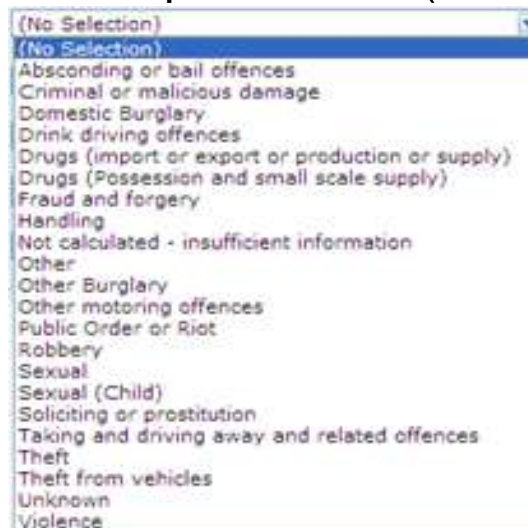 (No Selection)
(No Selection)
Absconding or bail offences
Criminal or malicious damage
Domestic Burglary
Drink driving offences
Drugs (import or export or production or supply)
Drugs (Possession and small scale supply)
Fraud and forgery
Handling
Not calculated - insufficient information
Other
Other Burglary
Other motoring offences
Public Order or Riot
Robbery
Sexual
Sexual (Child)
Soliciting or prostitution
Taking and driving away and related offences
Theft
Theft from vehicles
Unknown
Violence